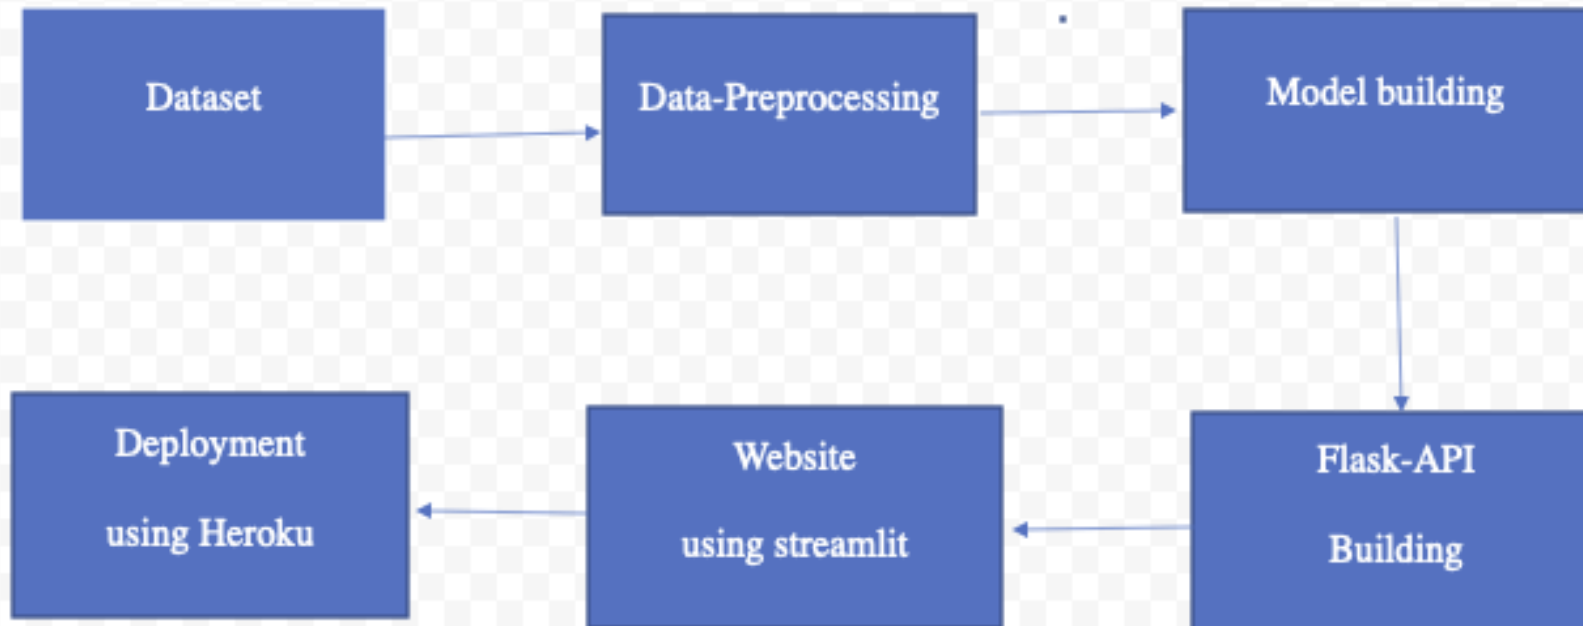 Dataset
Data-Preprocessing
Model building
Flask-API
Building
Website
using streamlit
Deployment
using Heroku